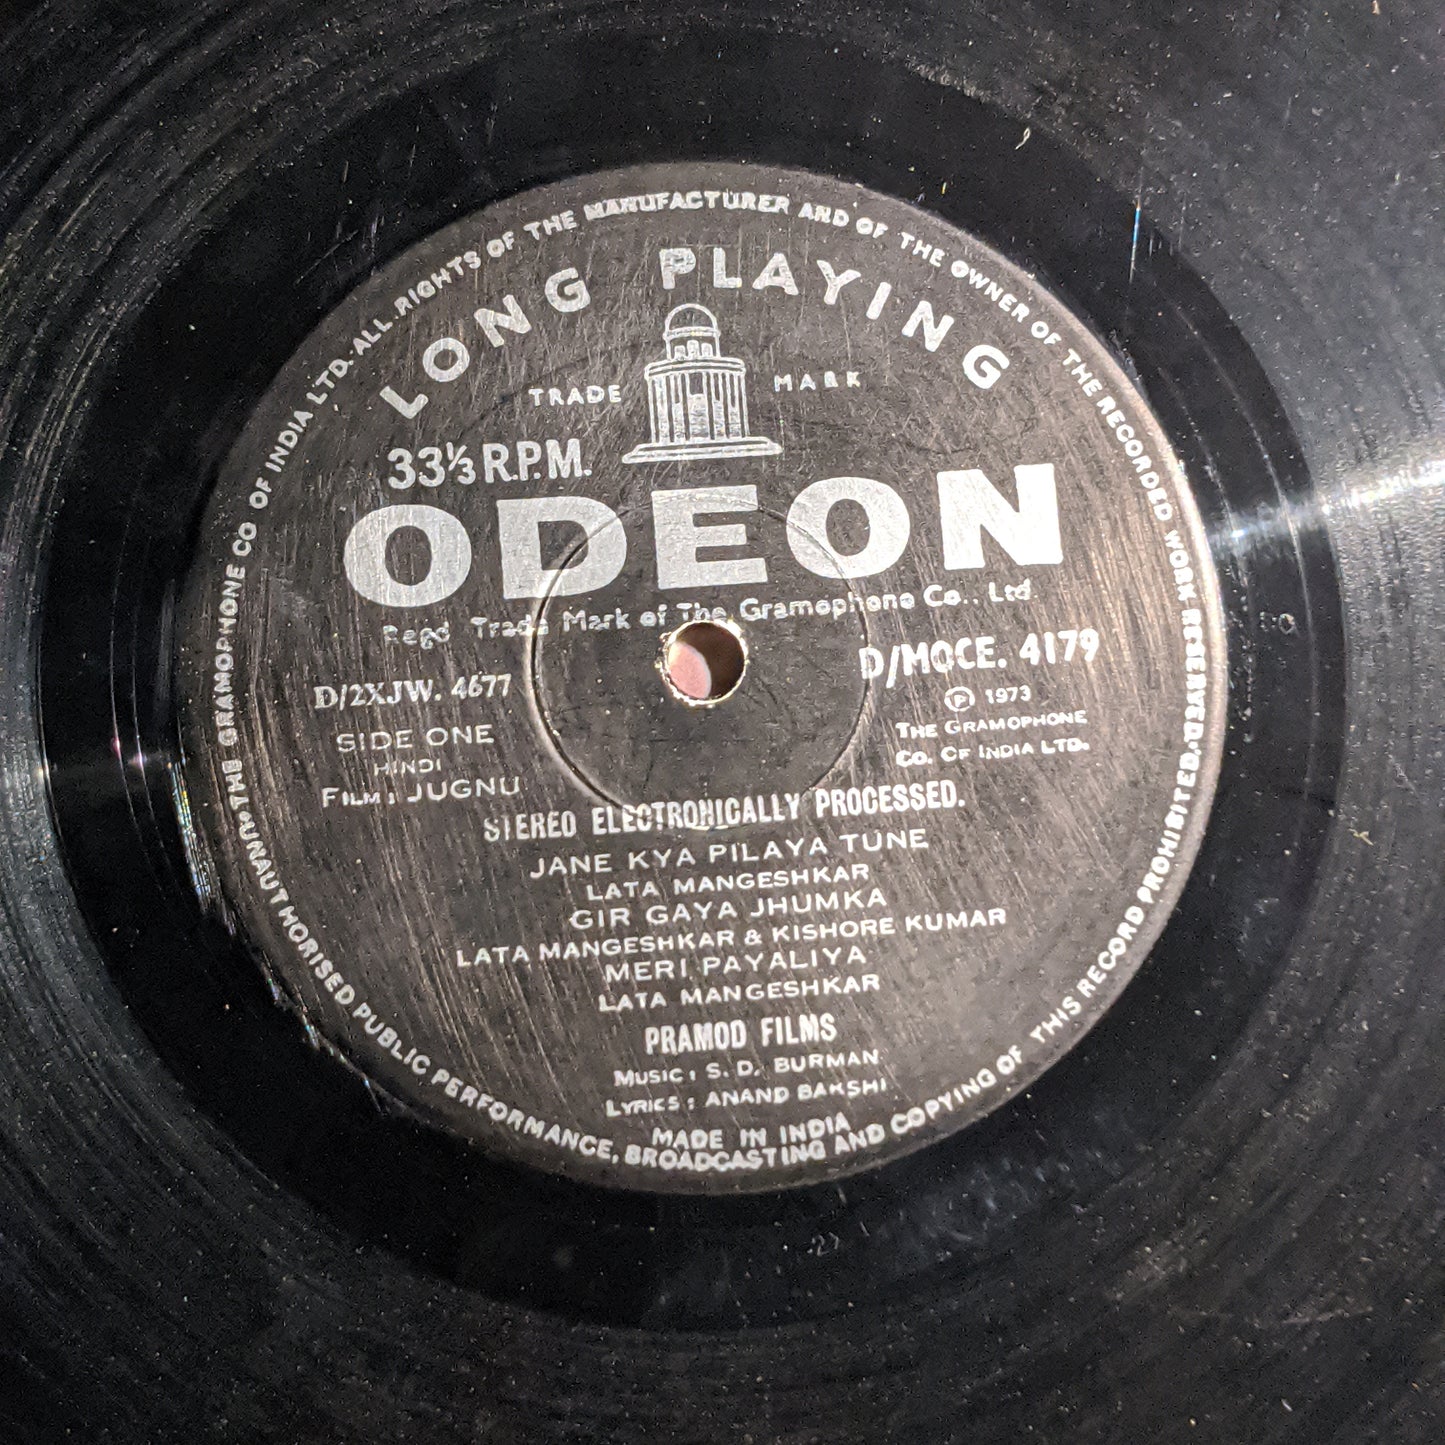 THE GRAMOPHONE CO OF INDIA LTD. ALL RIGHTS OF THE MANUFACTURER AND OF THE OWNER OF THE RECORDED WORK RESERVED. UNAUTHORISED PUBLIC PERFORMANCE, BROADCASTING AND COPYING OF THIS RECORD PROHIBITED.
LONG PLAYING
TRADE MARK
33⅓ R.P.M.
ODEON
Regd Trade Mark of The Gramophone Co., Ltd.
D/MOCE. 4179
Ⓟ 1973
THE GRAMOPHONE
CO. OF INDIA LTD.
D/2XJW. 4677
SIDE ONE
HINDI
FILM: JUGNU
STEREO ELECTRONICALLY PROCESSED.
JANE KYA PILAYA TUNE
LATA MANGESHKAR
GIR GAYA JHUMKA
LATA MANGESHKAR & KISHORE KUMAR
MERI PAYALIYA
LATA MANGESHKAR
PRAMOD FILMS
MUSIC: S. D. BURMAN
LYRICS: ANAND BAKSHI
MADE IN INDIA